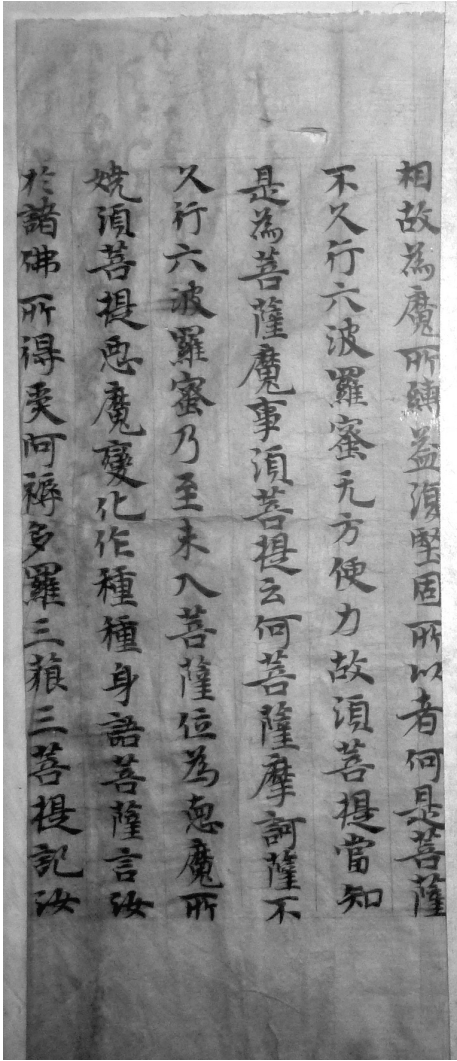 相故為魔所縛益復堅固所以者何是菩薩
不久行六波羅蜜无方便力故須菩提當知
是為菩薩魔事須菩提云何菩薩摩訶薩不
久行六波羅蜜乃至未入菩薩位為惡魔所
嬈須菩提惡魔變化作種種身語菩薩言汝
於諸佛所得受阿耨多羅三藐三菩提記汝